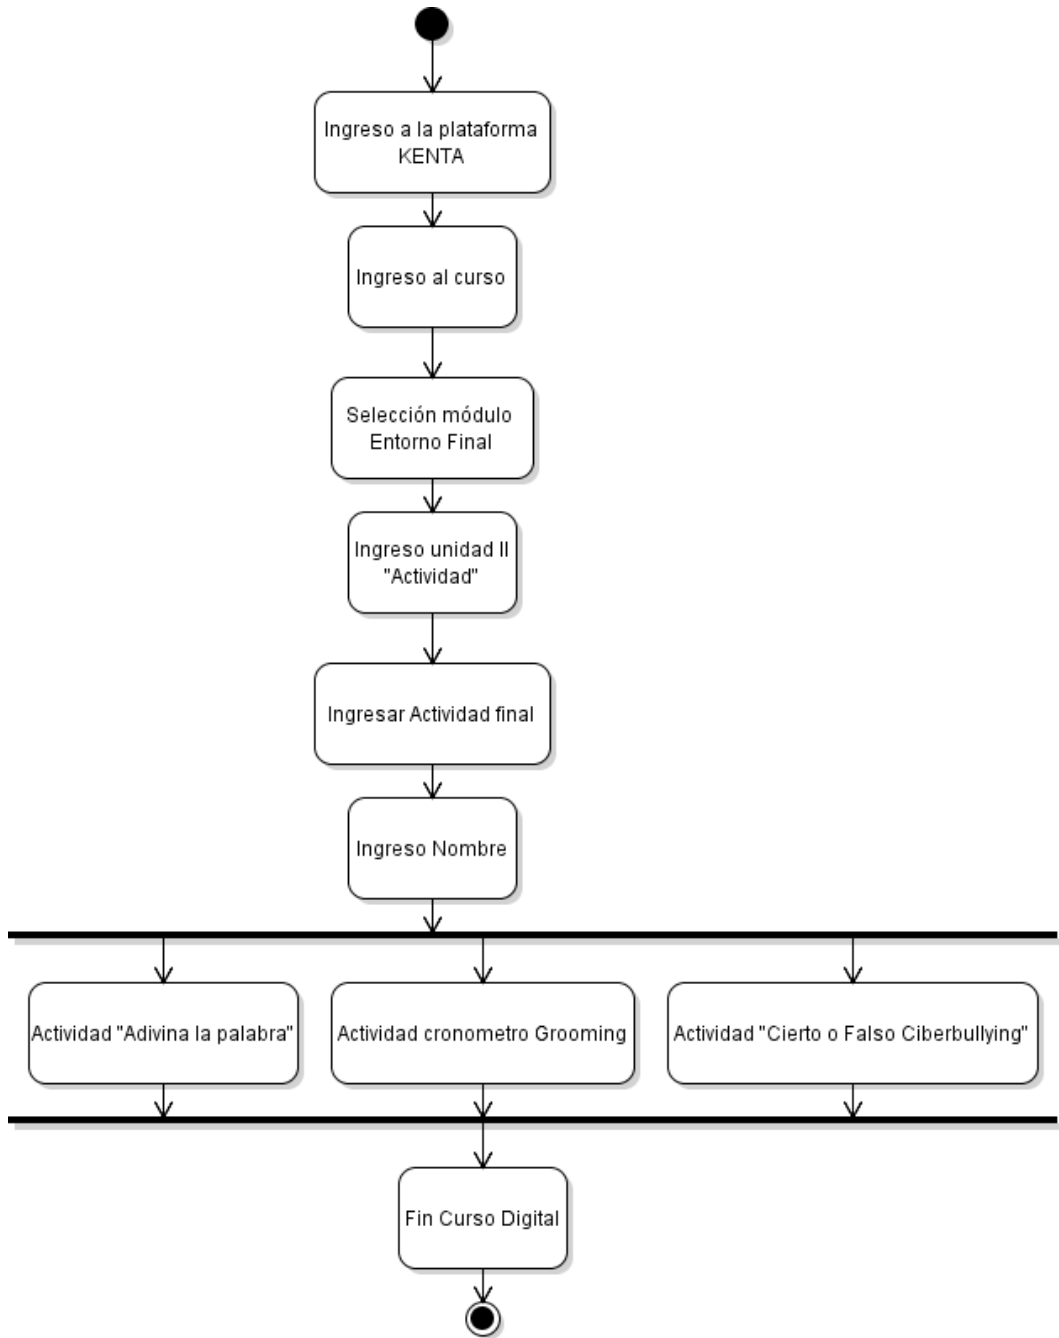 Ingreso a la plataforma
KENTA
Ingreso al curso
Selección módulo
Entorno Final
Ingreso unidad II
"Actividad"
Ingresar Actividad final
Ingreso Nombre
Actividad "Adivina la palabra"
Actividad cronometro Grooming
Actividad "Cierto o Falso Ciberbullying"
Fin Curso Digital